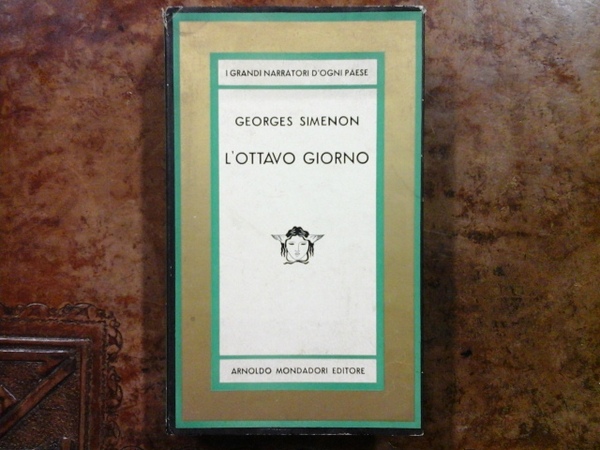 I GRANDI NARRATORI D'OGNI PAESE
GEORGES SIMENON
L'OTTAVO GIORNO
ARNOLDO MONDADORI EDITORE